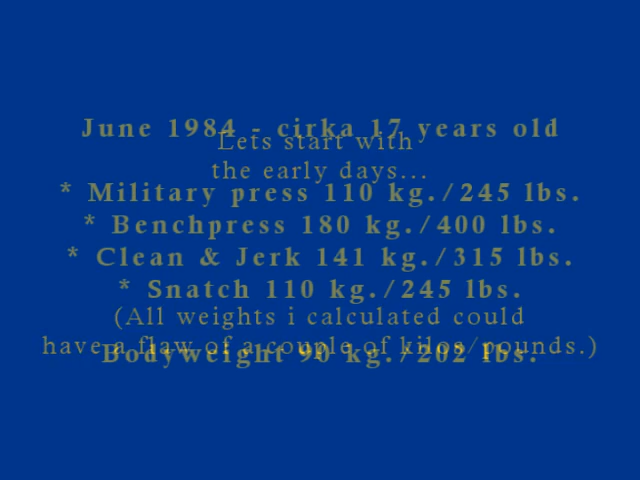 June 1984 - cirka 17 years old
Lets start with
the early days...
* Military press 110 kg./245 lbs.
* Benchpress 180 kg./400 lbs.
* Clean & Jerk 141 kg./315 lbs.
* Snatch 110 kg./245 lbs.
(All weights i calculated could
have a flaw of a couple of kilos/pounds.)
Bodyweight 90 kg./202 lbs.